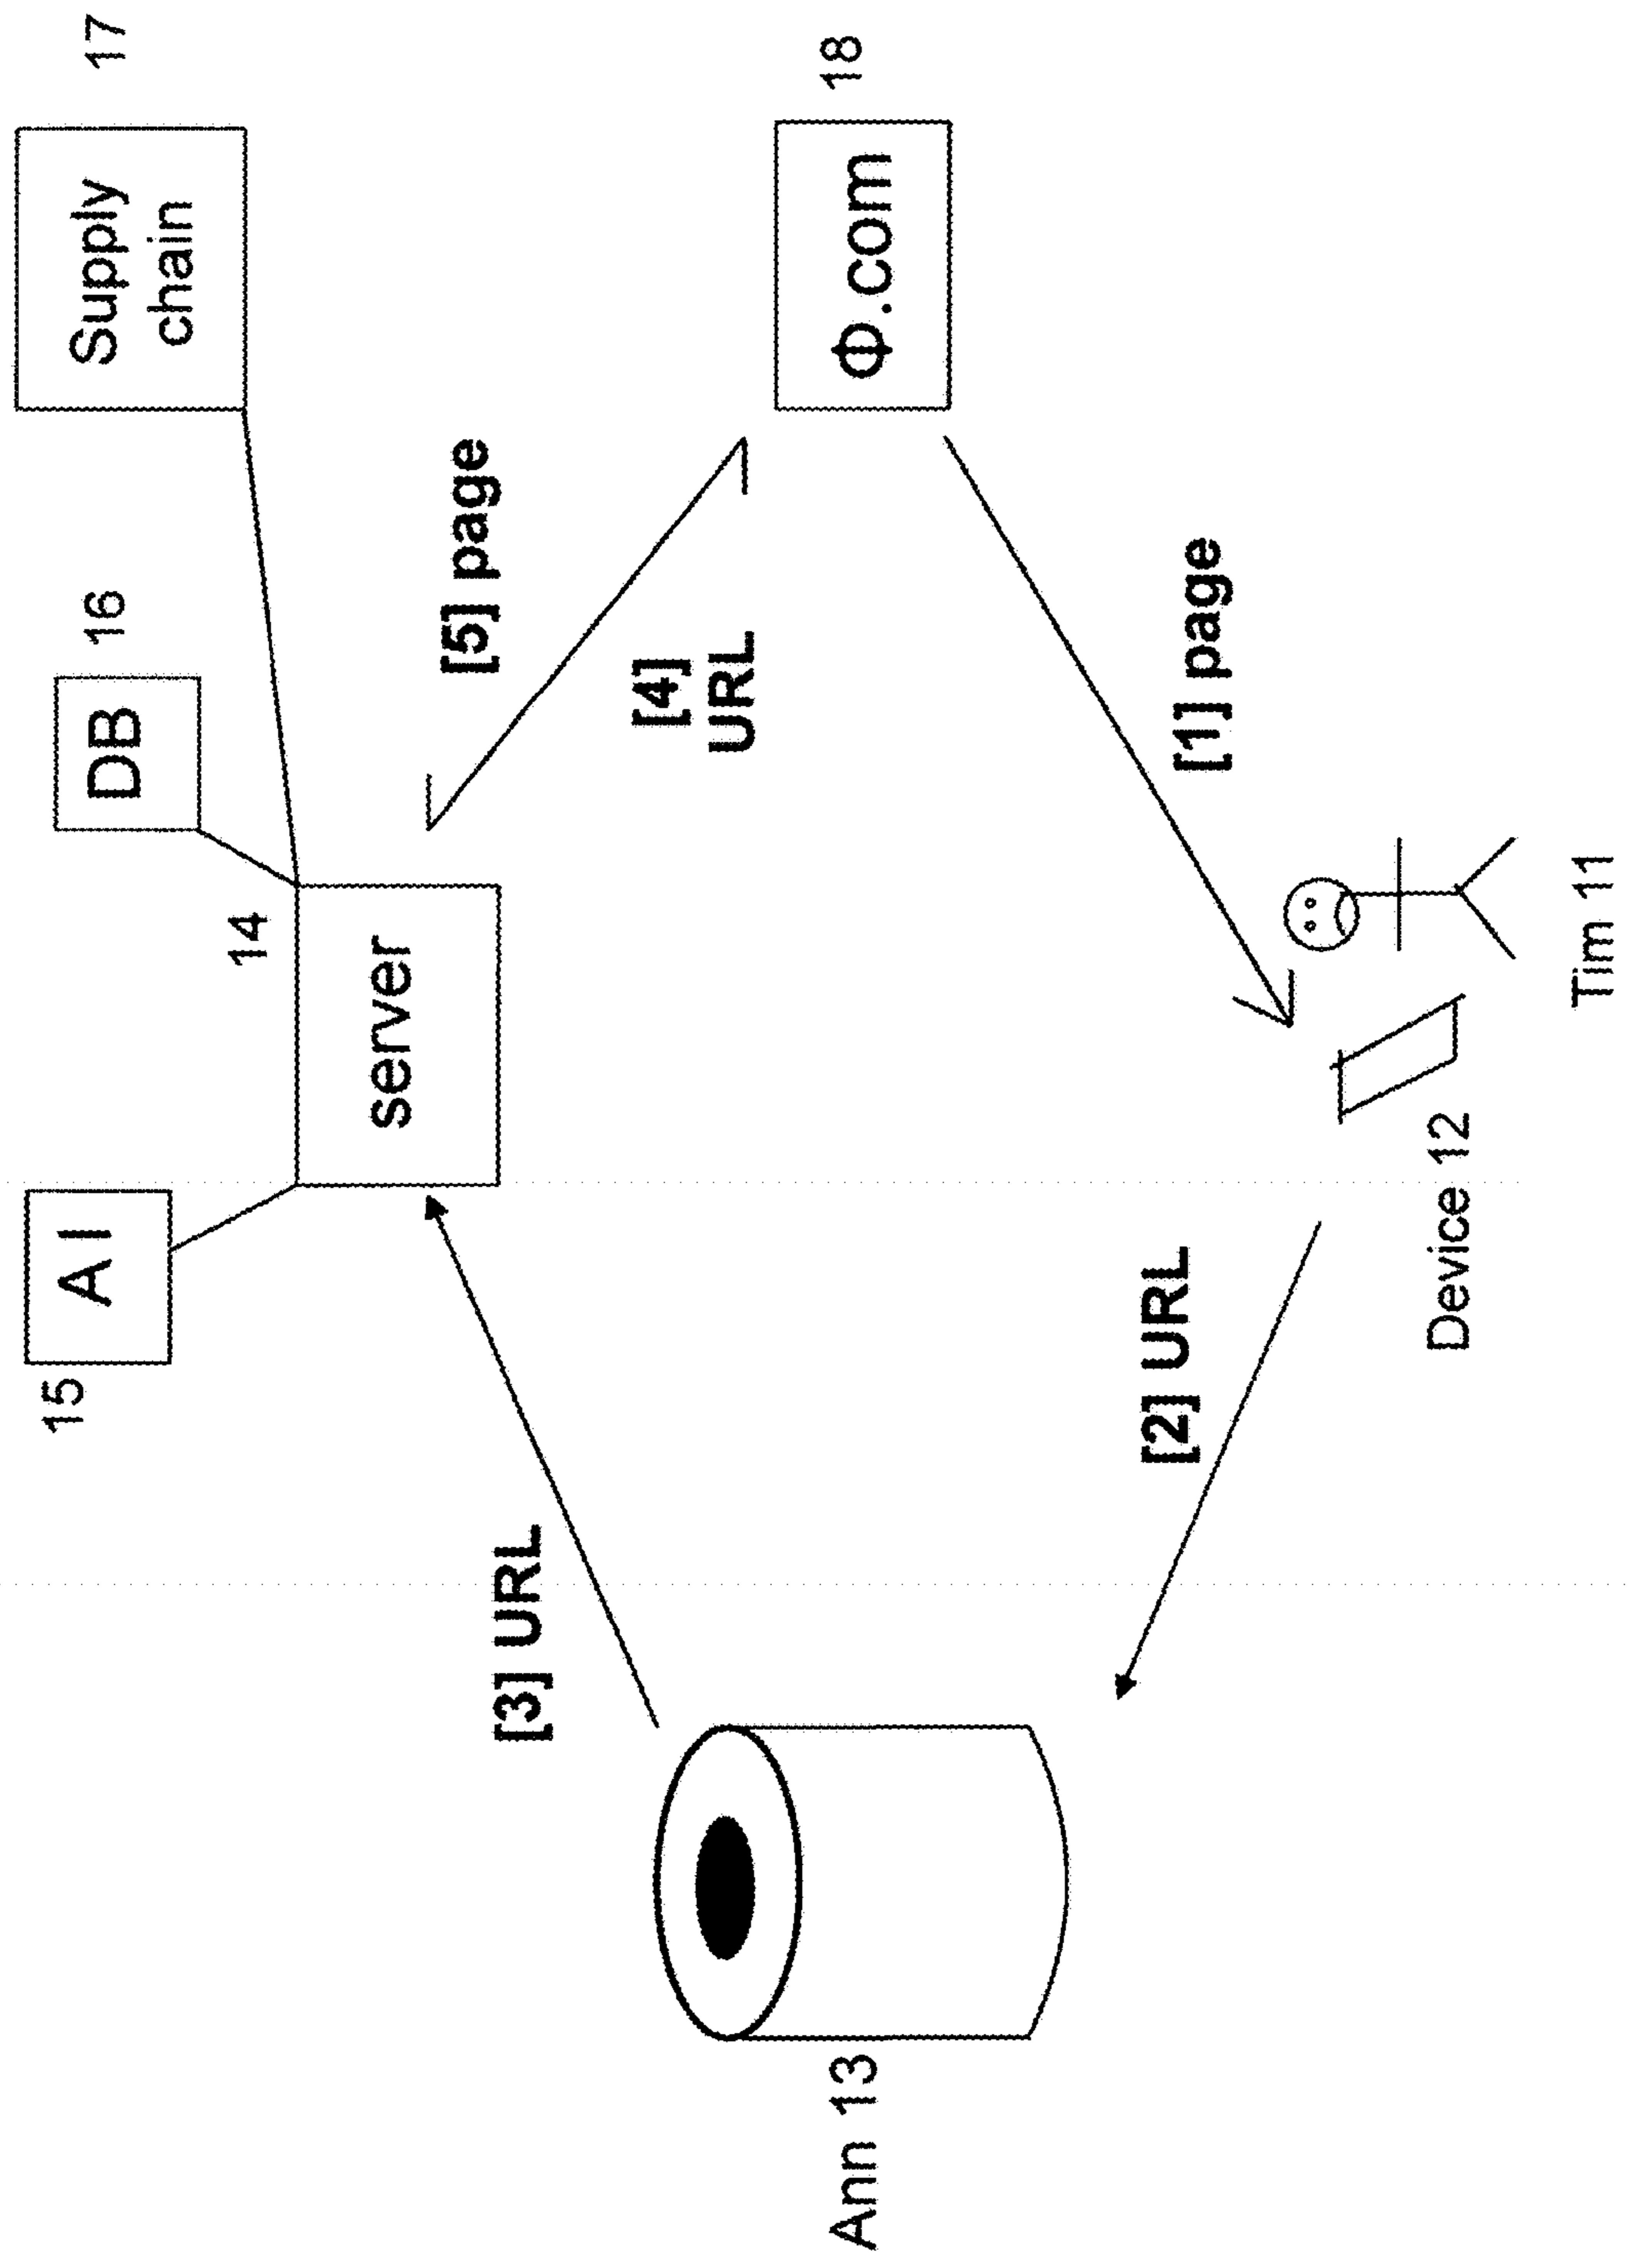 15
A I
DB
16
Supply
chain
17
14
server
[3] URL
[5] page
[4]
URL
Ann 13
Φ.com
18
[2] URL
[1] page
Device 12
Tim 11